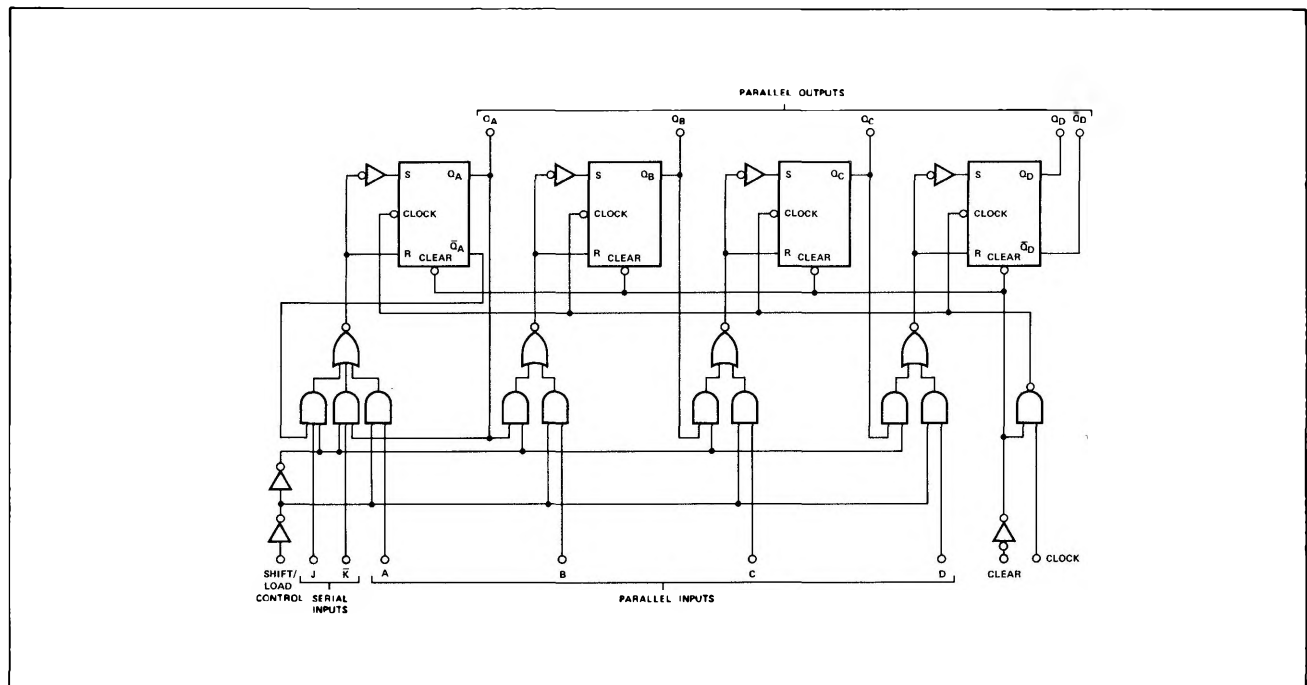 PARALLEL OUTPUTS
QA QB QC QD Q̅D
S QA S QB S QC S QD
CLOCK CLOCK CLOCK CLOCK
Q̅A Q̅D
R CLEAR R CLEAR R CLEAR R CLEAR
SHIFT/ J K̅ A B C D CLEAR CLOCK
LOAD
CONTROL SERIAL PARALLEL INPUTS
INPUTS